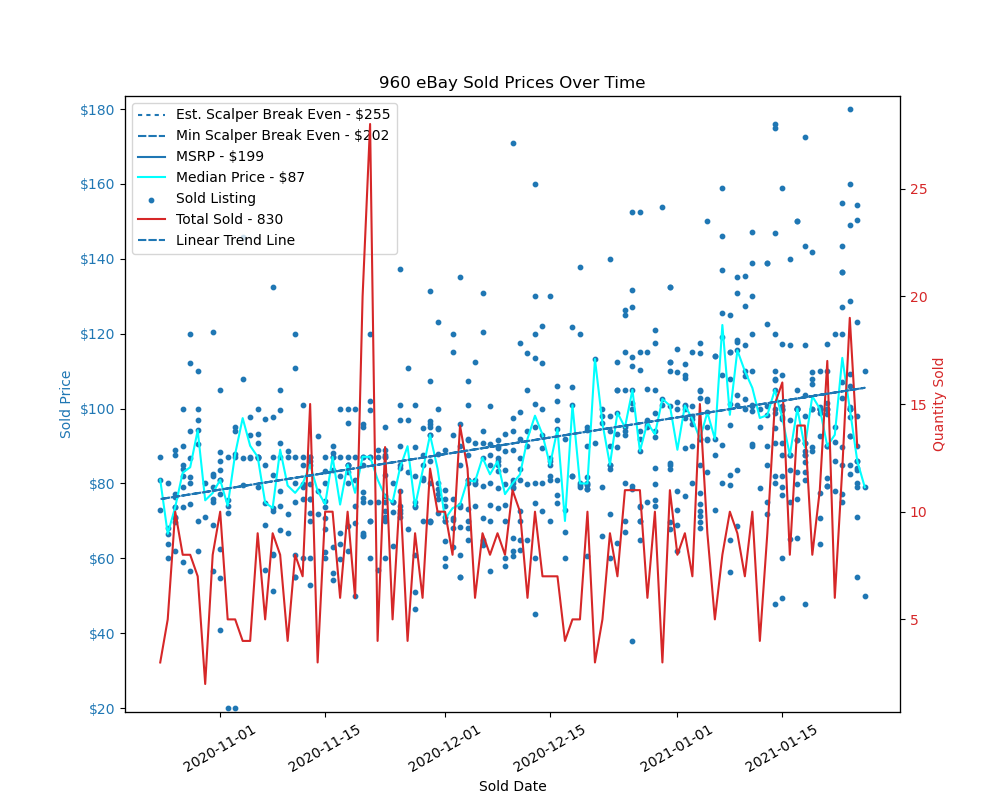 960 eBay Sold Prices Over Time
Est. Scalper Break Even - $255
Min Scalper Break Even - $202
MSRP - $199
Median Price - $87
Sold Listing
Total Sold - 830
Linear Trend Line
$180
$160
$140
$120
$100
$80
$60
$40
$20
Sold Price
25
20
15
10
5
Quantity Sold
2020-11-01
2020-11-15
2020-12-01
2020-12-15
2021-01-01
2021-01-15
Sold Date